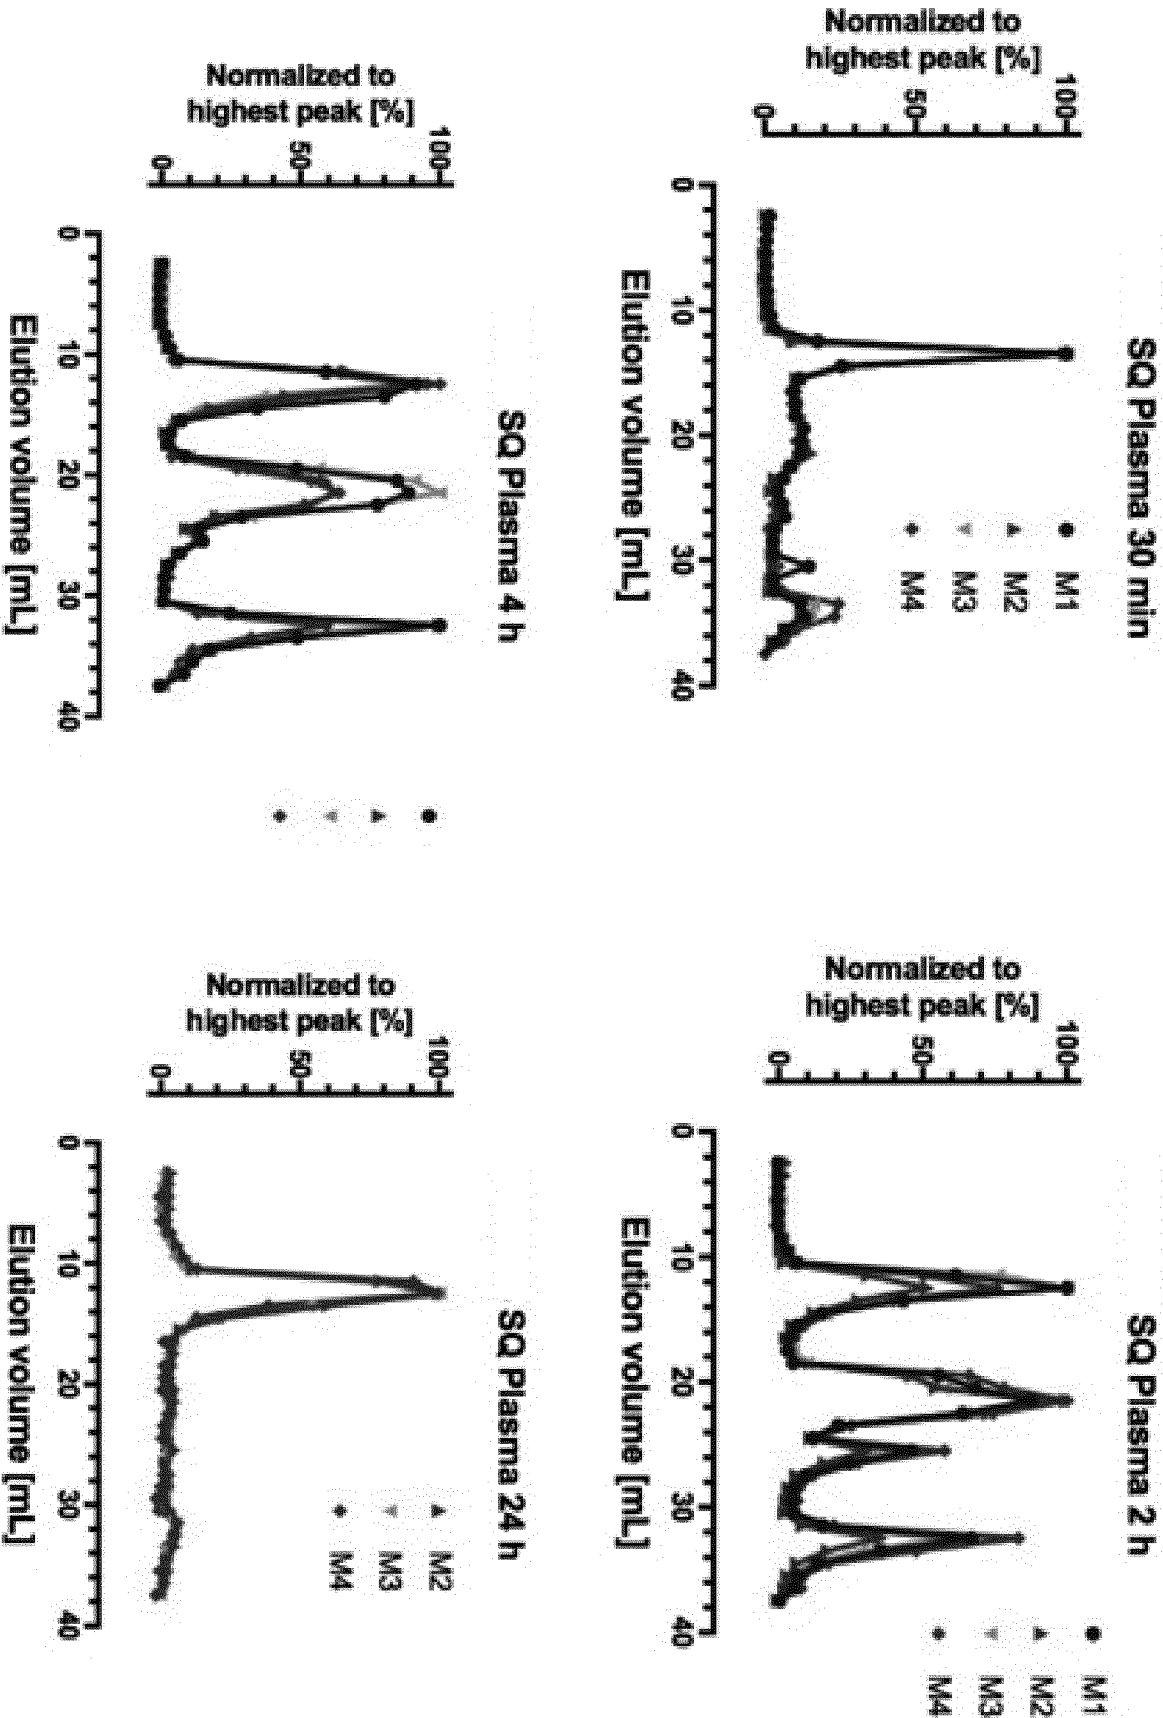 SQ Plasma 30 min
Normalized to
highest peak [%]
100
50
0
0
10
20
30
40
Elution volume [mL]
M1
M2
M3
M4
SQ Plasma 2 h
Normalized to
highest peak [%]
100
50
0
0
10
20
30
40
Elution volume [mL]
M1
M2
M3
M4
SQ Plasma 4 h
Normalized to
highest peak [%]
100
50
0
0
10
20
30
40
Elution volume [mL]
SQ Plasma 24 h
Normalized to
highest peak [%]
100
50
0
0
10
20
30
40
Elution volume [mL]
M2
M3
M4